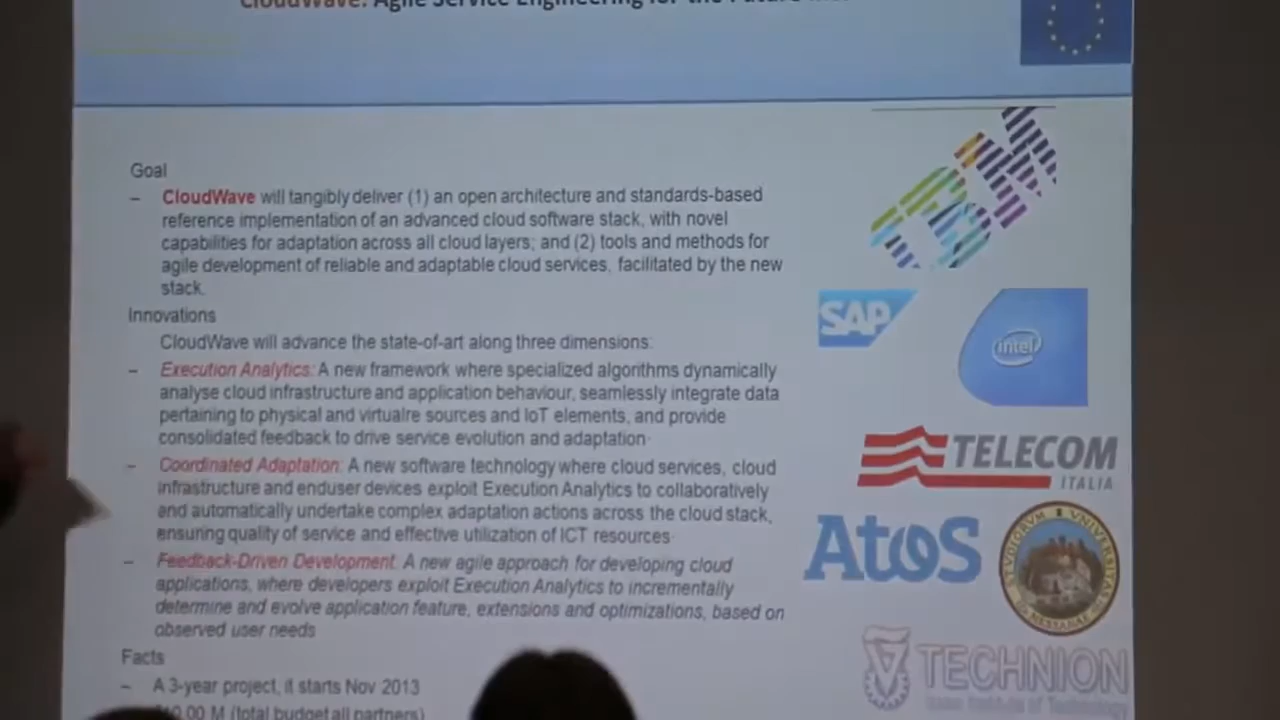 CloudWave: Agile Service Engineering for the Future
Goal
– CloudWave will tangibly deliver (1) an open architecture and standards-based
reference implementation of an advanced cloud software stack, with novel
capabilities for adaptation across all cloud layers; and (2) tools and methods for
agile development of reliable and adaptable cloud services, facilitated by the new
stack.
Innovations
CloudWave will advance the state-of-art along three dimensions:
– Execution Analytics: A new framework where specialized algorithms dynamically
analyse cloud infrastructure and application behaviour, seamlessly integrate data
pertaining to physical and virtualre sources and IoT elements, and provide
consolidated feedback to drive service evolution and adaptation
– Coordinated Adaptation: A new software technology where cloud services, cloud
infrastructure and enduser devices exploit Execution Analytics to collaboratively
and automatically undertake complex adaptation actions across the cloud stack,
ensuring quality of service and effective utilization of ICT resources
– Feedback-Driven Development: A new agile approach for developing cloud
applications, where developers exploit Execution Analytics to incrementally
determine and evolve application feature, extensions and optimizations, based on
observed user needs
Facts
– A 3-year project, it starts Nov 2013
(total budget all partners)
IBM
SAP
intel
TELECOM
ITALIA
Atos
TECHNION
Institute of Technology